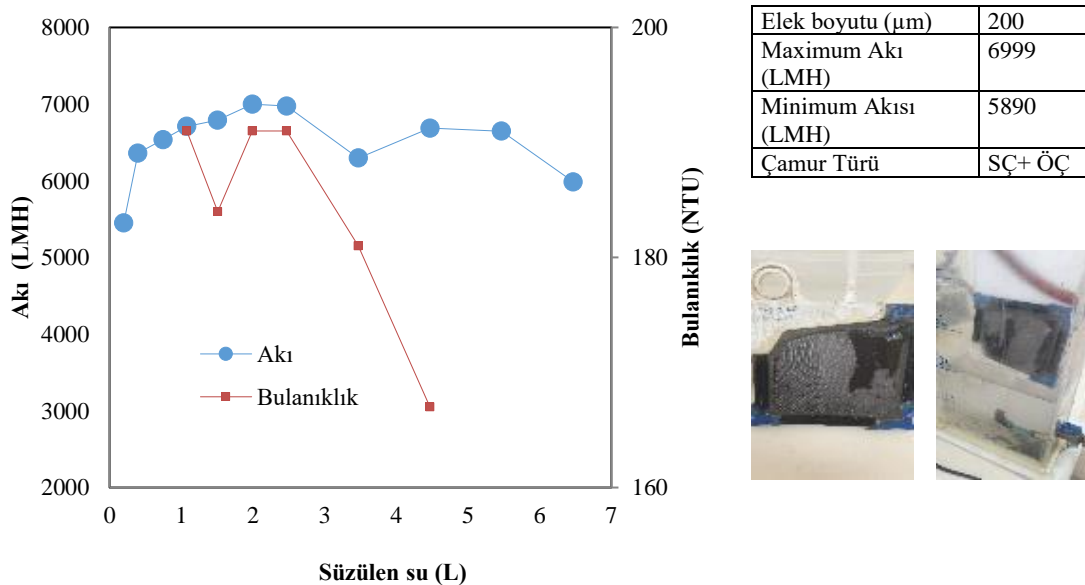 8000
7000
6000
5000
4000
3000
2000
Akı (LMH)
200
180
160
Bulanıklık (NTU)
Akı
Bulanıklık
0 1 2 3 4 5 6 7
Süzülen su (L)
Elek boyutu (µm) 200
Maximum Akı 6999
(LMH)
Minimum Akısı 5890
(LMH)
Çamur Türü SÇ+ ÖÇ